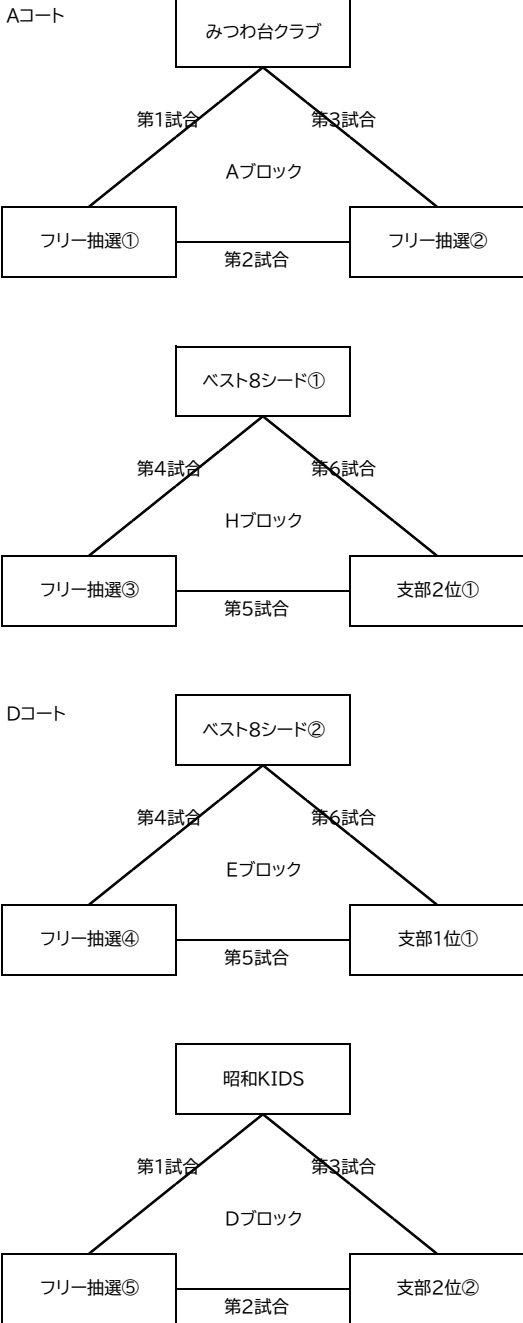 Aコート
みつわ台クラブ
第1試合
第3試合
Aブロック
フリー抽選①
フリー抽選②
第2試合
ベスト8シード①
第4試合
第6試合
Hブロック
フリー抽選③
支部2位①
第5試合
Dコート
ベスト8シード②
第4試合
第6試合
Eブロック
フリー抽選④
支部1位①
第5試合
昭和KIDS
第1試合
第3試合
Dブロック
フリー抽選⑤
支部2位②
第2試合